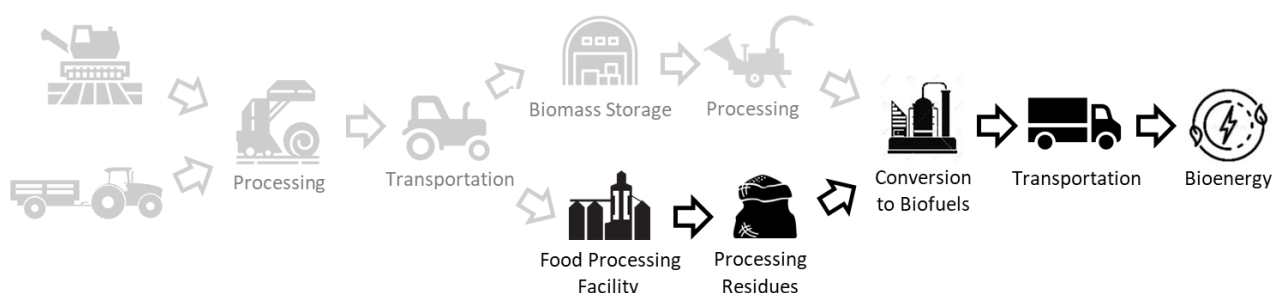 Biomass Storage
Processing
Processing
Transportation
Conversion
to Biofuels
Transportation
Bioenergy
Food Processing
Facility
Processing
Residues